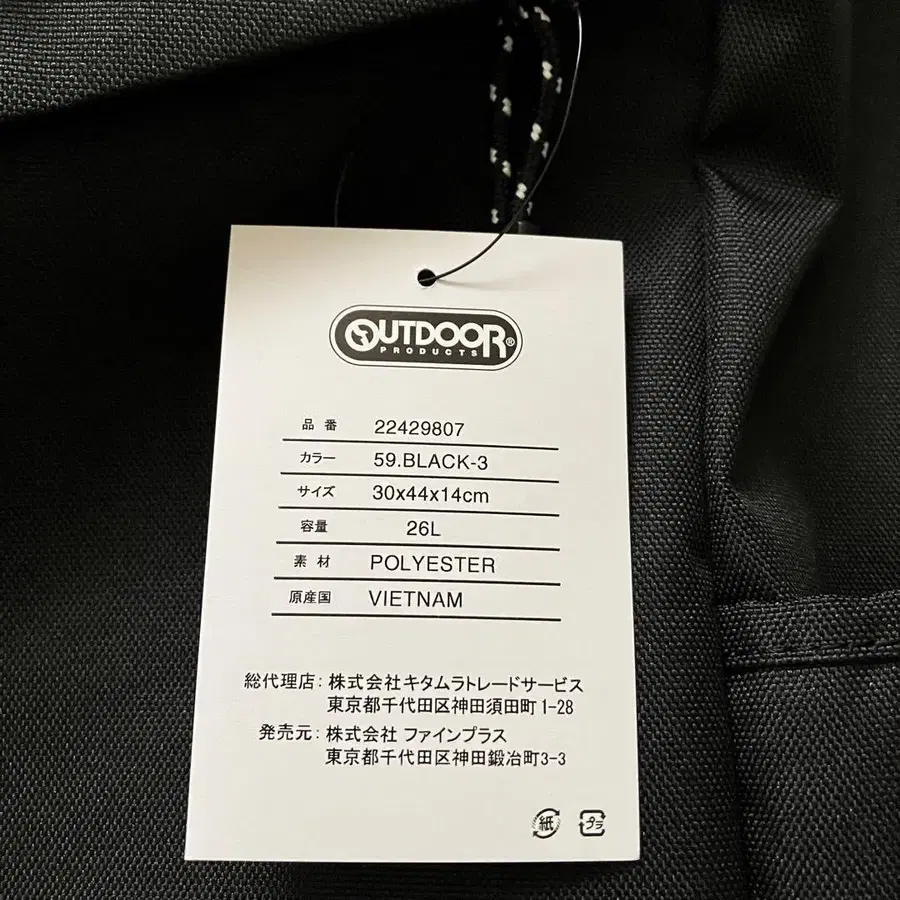 OUTDOOR®
PRODUCTS
品番 22429807
カラー 59.BLACK-3
サイズ 30x44x14cm
容量 26L
素材 POLYESTER
原産国 VIETNAM
総代理店：株式会社キタムラトレードサービス
東京都千代田区神田須田町1-28
発売元：株式会社 ファインプラス
東京都千代田区神田鍛冶町3-3
紙 プラ